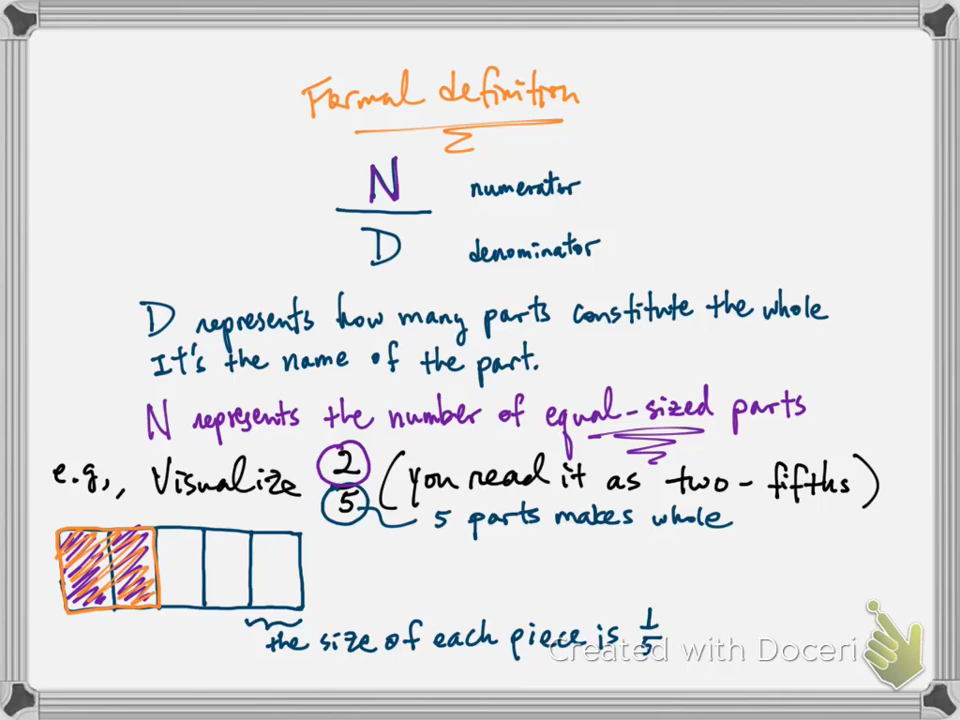 Formal definition
N numerator
D denominator
D represents how many parts constitute the whole
It's the name of the part.
N represents the number of equal-sized parts
e.g., Visualize 2/5 (you read it as two-fifths)
5 parts makes whole
the size of each piece is 1/5
Created with Doceri